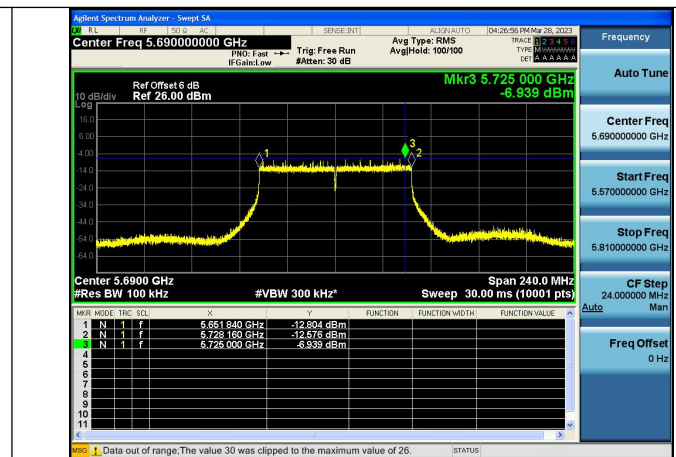 Agilent Spectrum Analyzer - Swept SA
LXI RL RF 50 Ω AC SENSE:INT ALIGN AUTO 04:26:56 PM Mar 28, 2023
Center Freq 5.690000000 GHz
PNO: Fast
IFGain:Low
Trig: Free Run
#Atten: 30 dB
Avg Type: RMS
Avg|Hold: 100/100
TRACE 1 2 3 4 5 6
TYPE M
DET A A A A A A
Mkr3 5.725 000 GHz
-6.939 dBm
Ref Offset 6 dB
10 dB/div Ref 26.00 dBm
Log
16.0
6.00
-4.00
-14.0
-24.0
-34.0
-44.0
-54.0
-64.0
1
3
2
Center 5.6900 GHz Span 240.0 MHz
#Res BW 100 kHz #VBW 300 kHz* Sweep 30.00 ms (10001 pts)
MKR MODE TRC SCL X Y FUNCTION FUNCTION WIDTH FUNCTION VALUE
1 N 1 f 5.651 840 GHz -12.804 dBm
2 N 1 f 5.728 160 GHz -12.576 dBm
3 N 1 f 5.725 000 GHz -6.939 dBm
4
5
6
7
8
9
10
11
MSG Data out of range;The value 30 was clipped to the maximum value of 26. STATUS
Frequency
Auto Tune
Center Freq
5.690000000 GHz
Start Freq
5.570000000 GHz
Stop Freq
5.810000000 GHz
CF Step
24.000000 MHz
Auto Man
Freq Offset
0 Hz